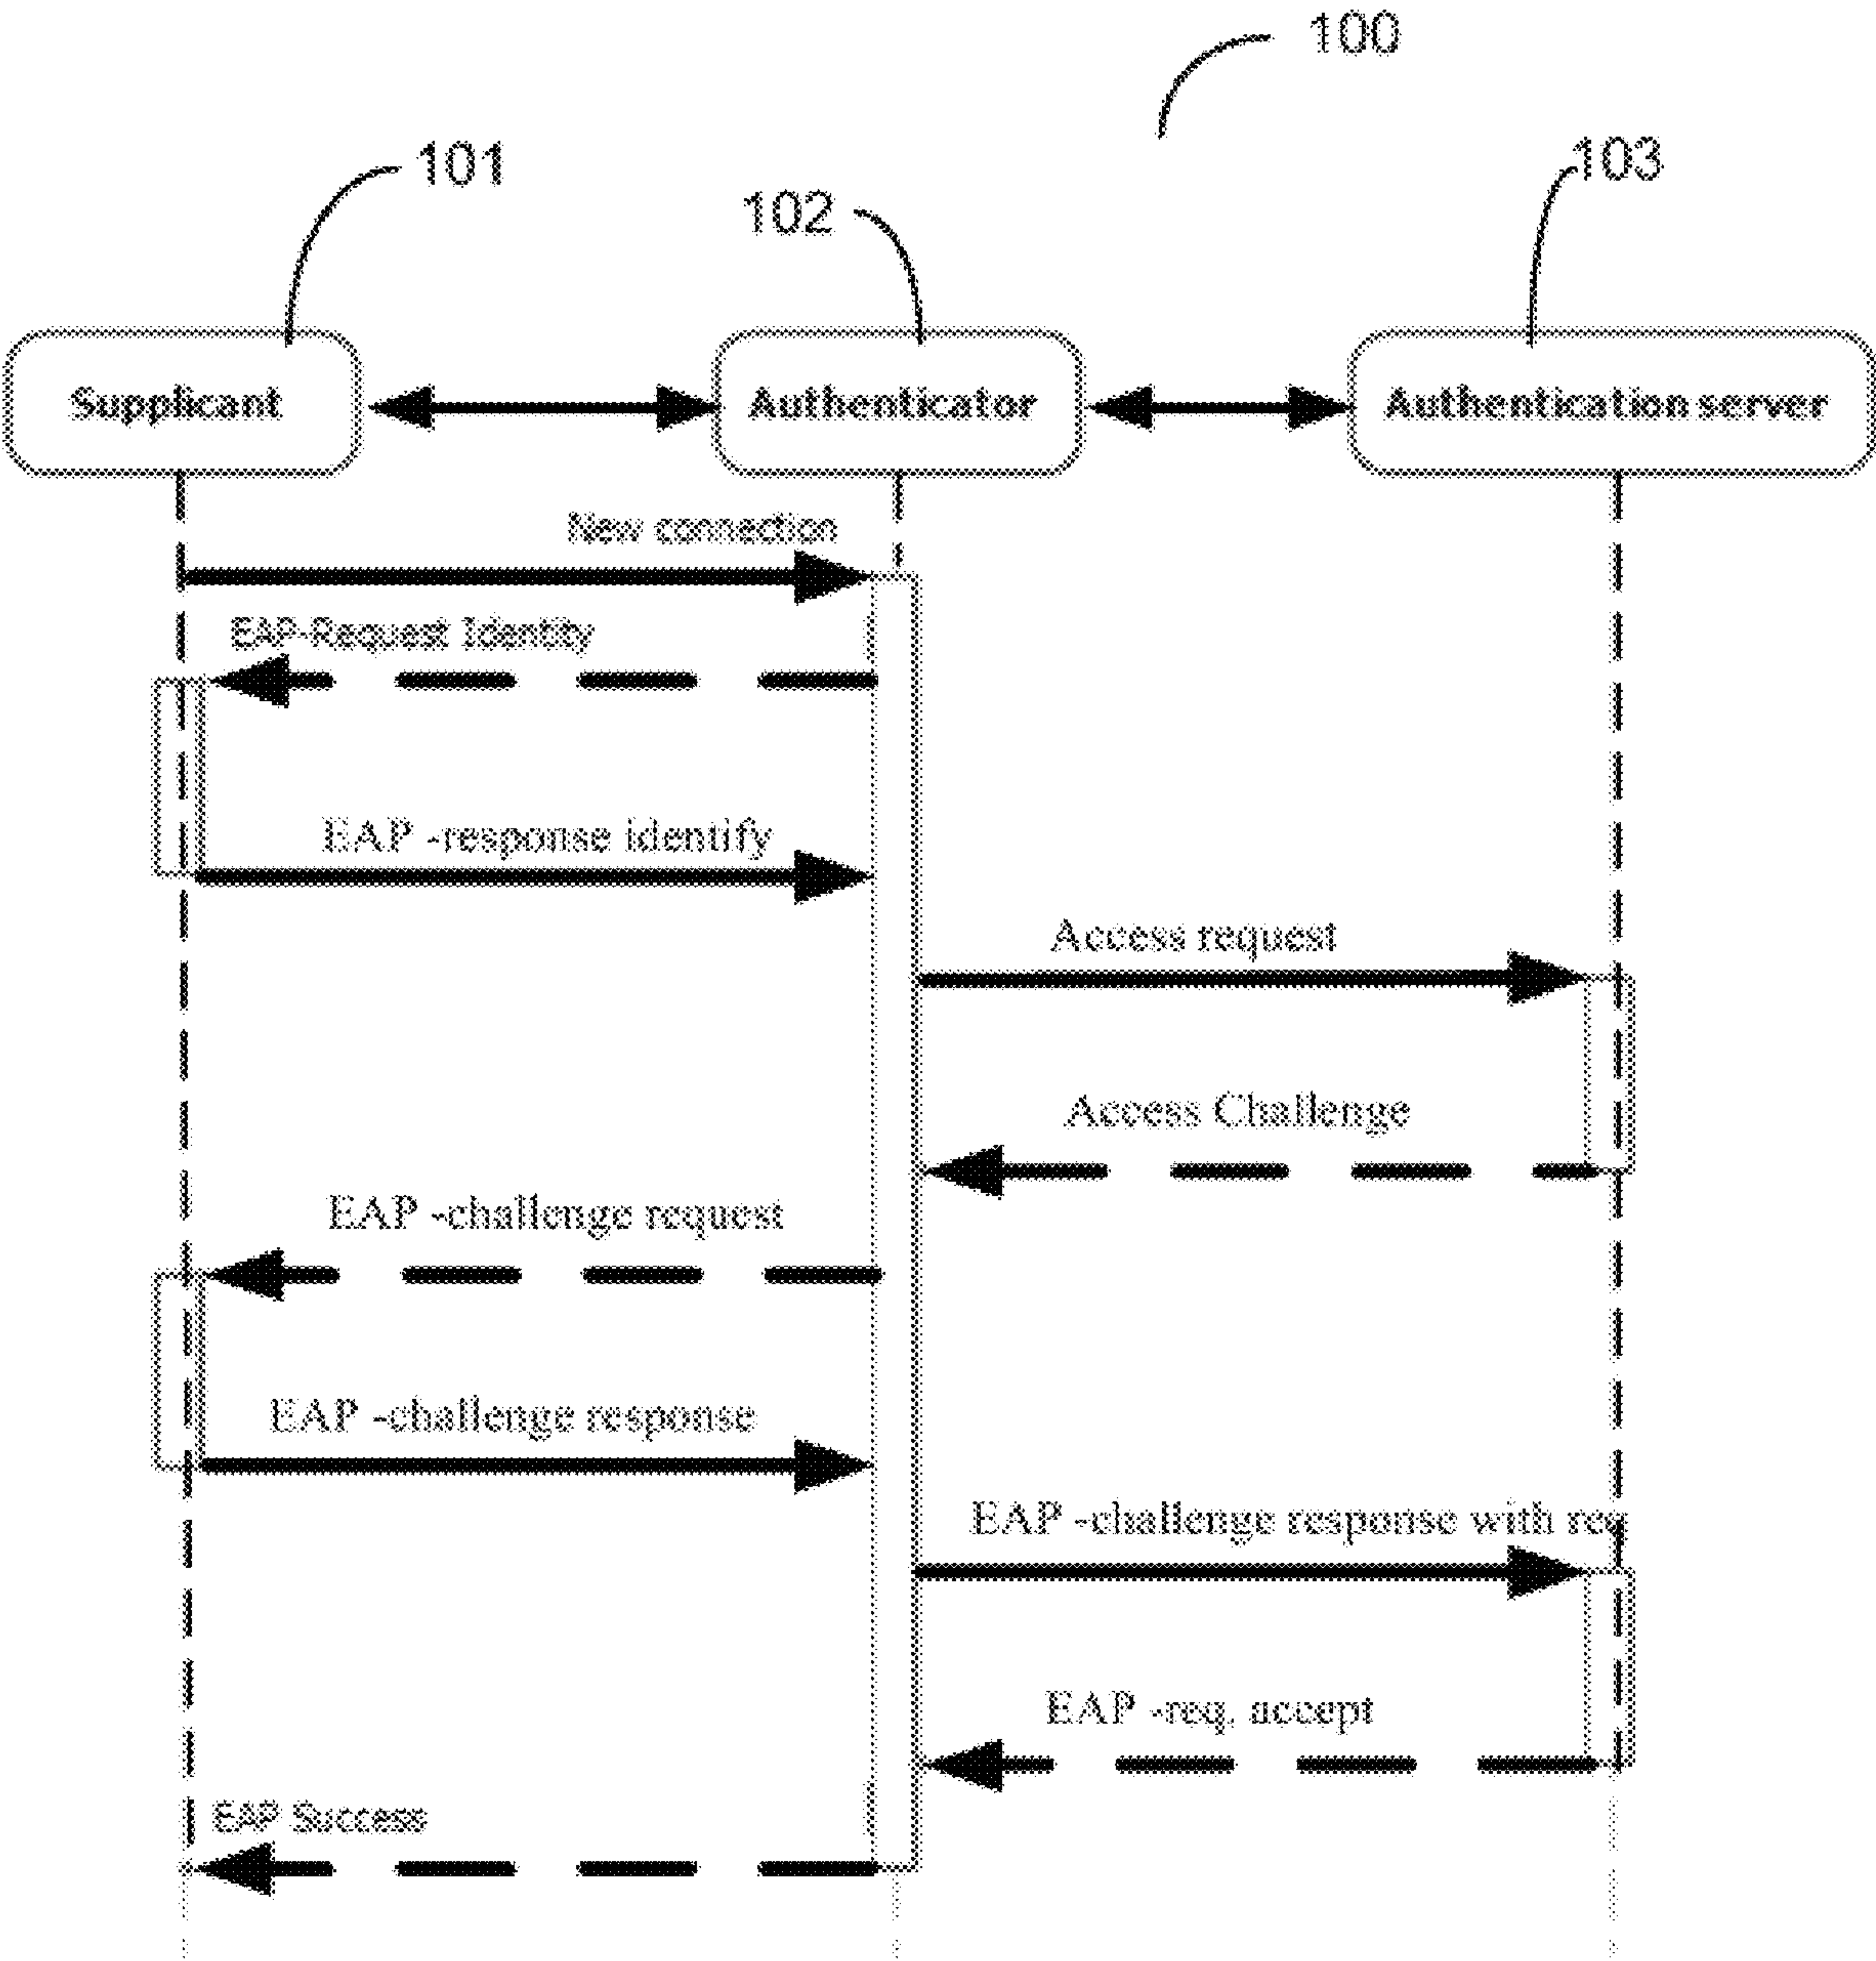 100
101
102
103
Supplicant
Authenticator
Authentication server
New connection
EAP-Request Identity
EAP -response identify
Access request
Access Challenge
EAP -challenge request
EAP -challenge response
EAP -challenge response with req
EAP -req. accept
EAP Success